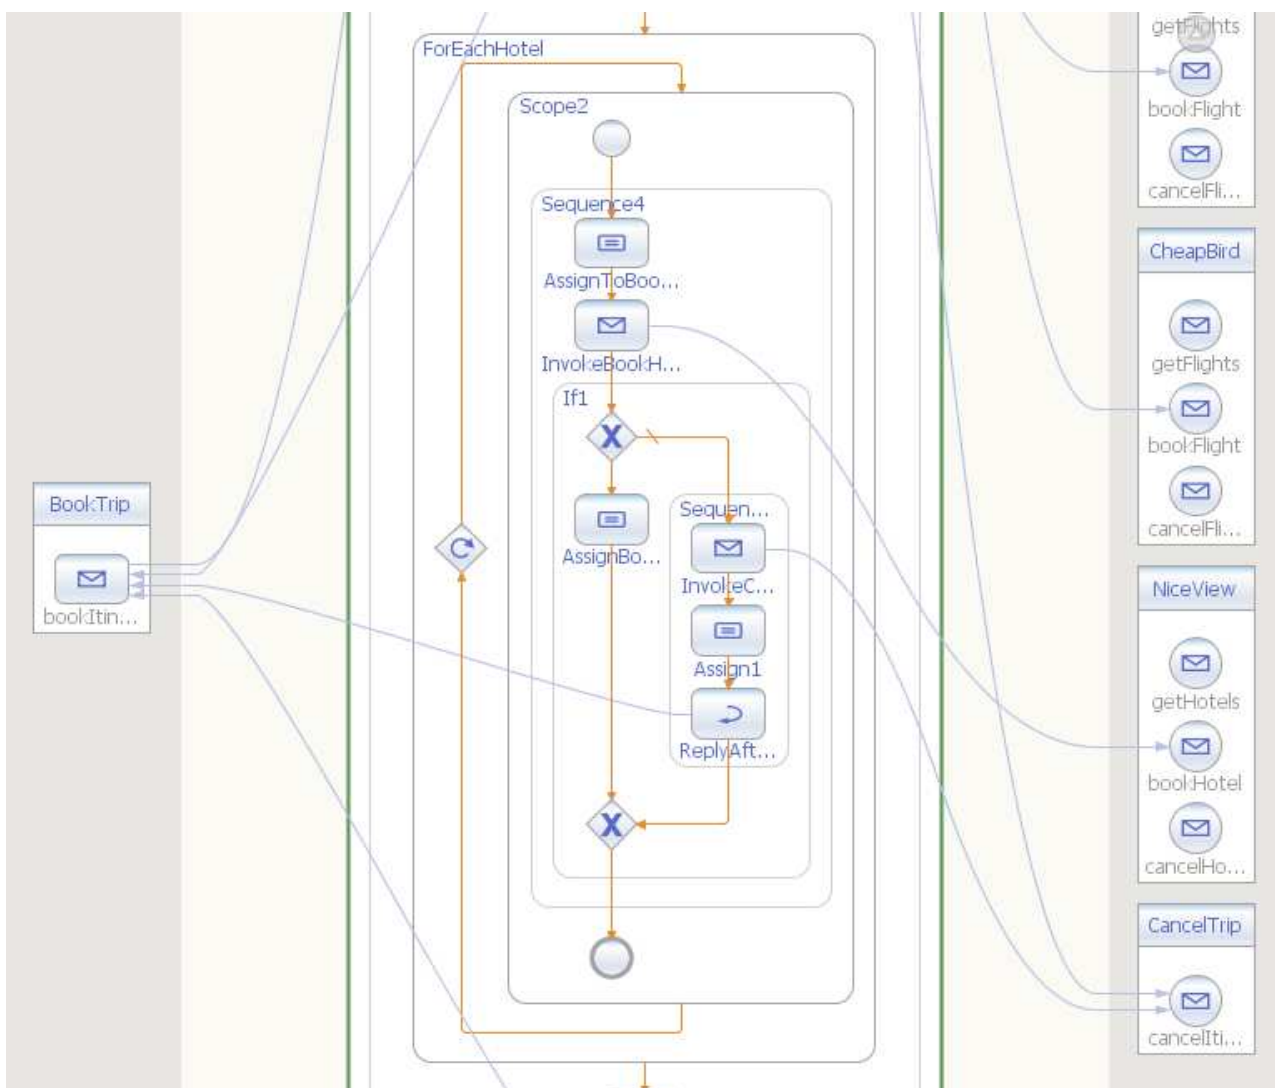 getFlights
ForEachHotel
Scope2
bookFlight
cancelFli...
Sequence4
CheapBird
AssignToBoo...
getFlights
InvokeBookH...
If1
X
bookFlight
BookTrip
Sequen...
cancelFli...
AssignBo...
InvokeC...
NiceView
bookItin...
Assign1
getHotels
ReplyAft...
bookHotel
X
cancelHo...
CancelTrip
cancelIti...